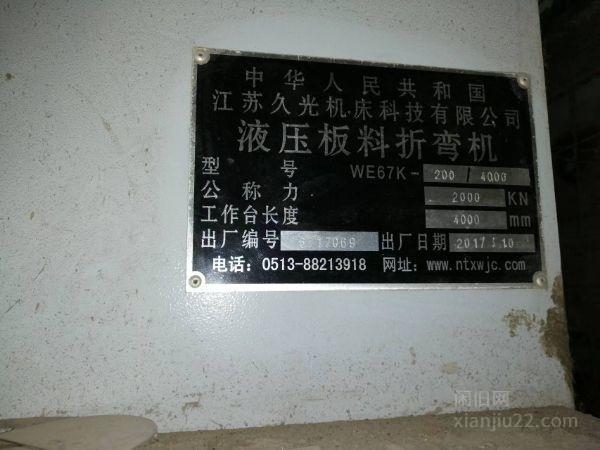 中华人民共和国
江苏久光机床科技有限公司
液压板料折弯机
型号 WE67K-200/4000
公称力 2000 KN
工作台长度 4000 mm
出厂编号 出厂日期 2017.10
电话：0513-88213918 网址：www.ntxwjc.com
闲旧网
xianjiu22.com